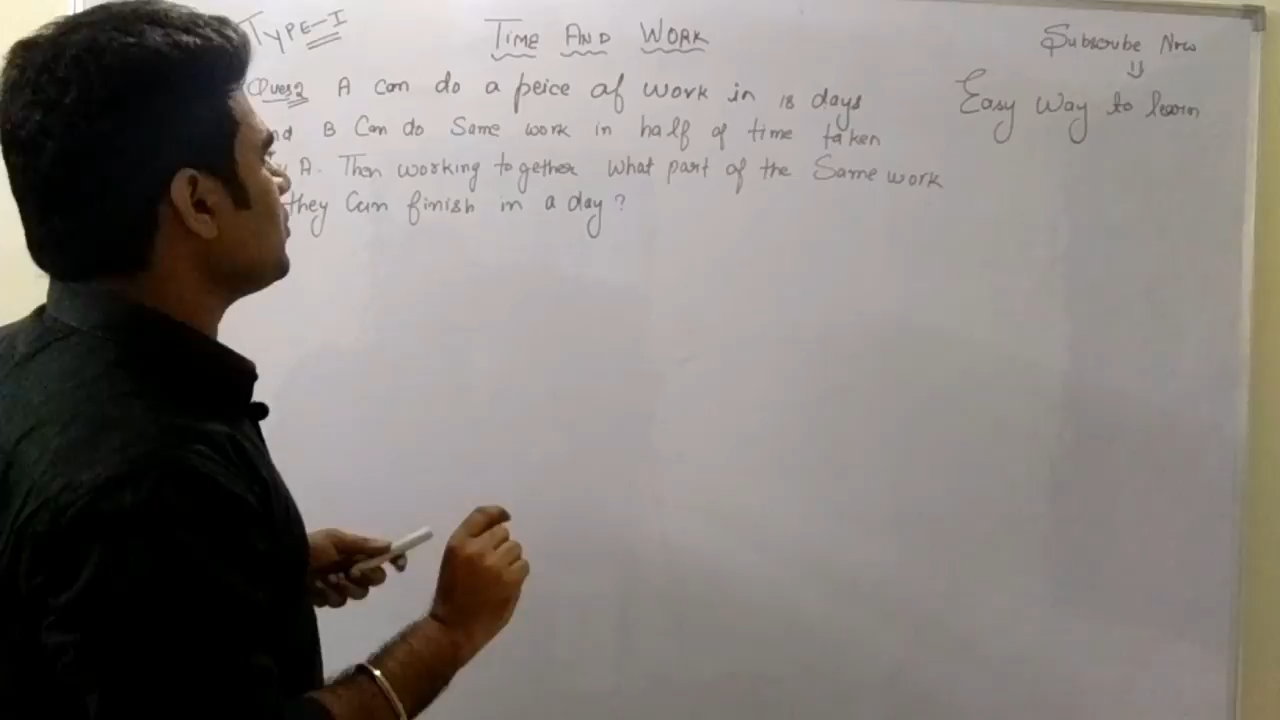 TYPE-I
TIME AND WORK
Subscribe Now
Easy Way to learn
Ques2 A can do a peice of work in 18 days
B Can do Same work in half of time taken
A. Then working together what part of the Same work
they Can finish in a day?